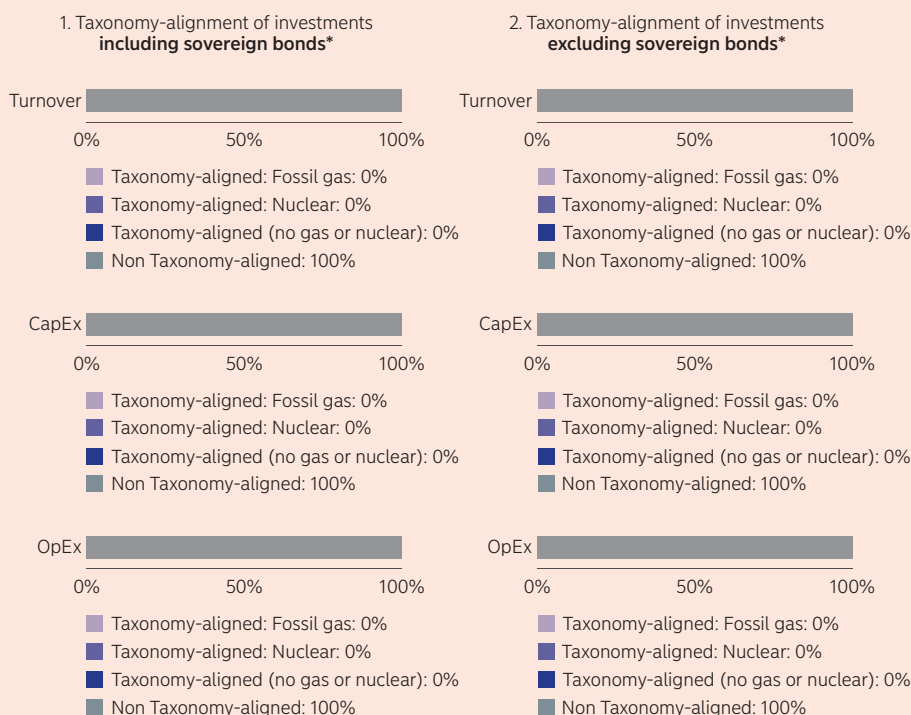 1. Taxonomy-alignment of investments
including sovereign bonds*
Turnover
0% 50% 100%
Taxonomy-aligned: Fossil gas: 0%
Taxonomy-aligned: Nuclear: 0%
Taxonomy-aligned (no gas or nuclear): 0%
Non Taxonomy-aligned: 100%
CapEx
0% 50% 100%
Taxonomy-aligned: Fossil gas: 0%
Taxonomy-aligned: Nuclear: 0%
Taxonomy-aligned (no gas or nuclear): 0%
Non Taxonomy-aligned: 100%
OpEx
0% 50% 100%
Taxonomy-aligned: Fossil gas: 0%
Taxonomy-aligned: Nuclear: 0%
Taxonomy-aligned (no gas or nuclear): 0%
Non Taxonomy-aligned: 100%
2. Taxonomy-alignment of investments
excluding sovereign bonds*
Turnover
0% 50% 100%
Taxonomy-aligned: Fossil gas: 0%
Taxonomy-aligned: Nuclear: 0%
Taxonomy-aligned (no gas or nuclear): 0%
Non Taxonomy-aligned: 100%
CapEx
0% 50% 100%
Taxonomy-aligned: Fossil gas: 0%
Taxonomy-aligned: Nuclear: 0%
Taxonomy-aligned (no gas or nuclear): 0%
Non Taxonomy-aligned: 100%
OpEx
0% 50% 100%
Taxonomy-aligned: Fossil gas: 0%
Taxonomy-aligned: Nuclear: 0%
Taxonomy-aligned (no gas or nuclear): 0%
Non Taxonomy-aligned: 100%